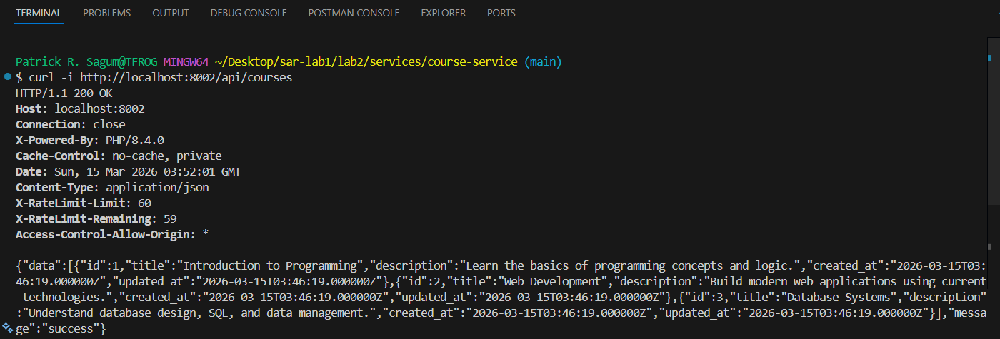 TERMINAL PROBLEMS OUTPUT DEBUG CONSOLE POSTMAN CONSOLE EXPLORER PORTS
Patrick R. Sagum@TFROG MINGW64 ~/Desktop/sar-lab1/lab2/services/course-service (main)
$ curl -i http://localhost:8002/api/courses
HTTP/1.1 200 OK
Host: localhost:8002
Connection: close
X-Powered-By: PHP/8.4.0
Cache-Control: no-cache, private
Date: Sun, 15 Mar 2026 03:52:01 GMT
Content-Type: application/json
X-RateLimit-Limit: 60
X-RateLimit-Remaining: 59
Access-Control-Allow-Origin: *
{"data":[{"id":1,"title":"Introduction to Programming","description":"Learn the basics of programming concepts and logic.","created_at":"2026-03-15T03:
46:19.000000Z","updated_at":"2026-03-15T03:46:19.000000Z"},{"id":2,"title":"Web Development","description":"Build modern web applications using current
 technologies.","created_at":"2026-03-15T03:46:19.000000Z","updated_at":"2026-03-15T03:46:19.000000Z"},{"id":3,"title":"Database Systems","description"
:"Understand database design, SQL, and data management.","created_at":"2026-03-15T03:46:19.000000Z","updated_at":"2026-03-15T03:46:19.000000Z"}],"messa
ge":"success"}